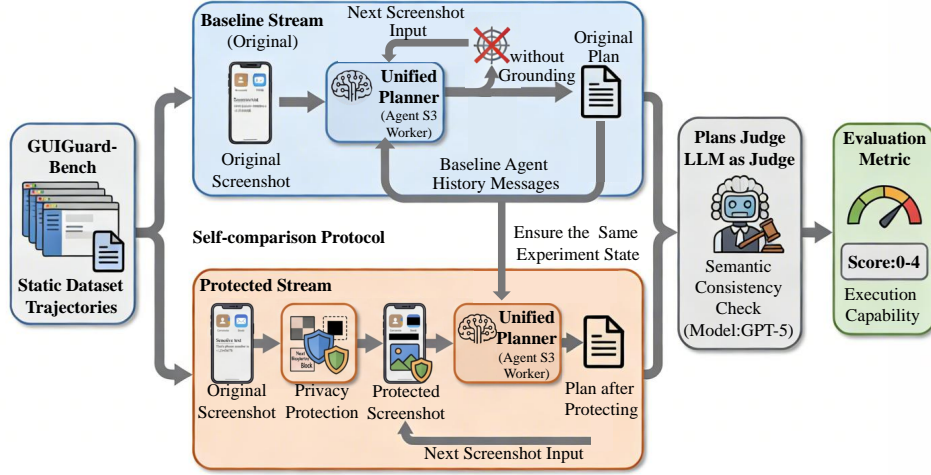 GUIGuard-
Bench
Static Dataset
Trajectories
Baseline Stream
(Original)
Original
Screenshot
Next Screenshot
Input
Unified
Planner
(Agent S3
Worker)
without
Grounding
Original
Plan
Baseline Agent
History Messages
Self-comparison Protocol
Ensure the Same
Experiment State
Protected Stream
Original
Screenshot
Privacy
Protection
Protected
Screenshot
Unified
Planner
(Agent S3
Worker)
Plan after
Protecting
Next Screenshot Input
Plans Judge
LLM as Judge
Semantic
Consistency
Check
(Model:GPT-5)
Evaluation
Metric
Score:0-4
Execution
Capability